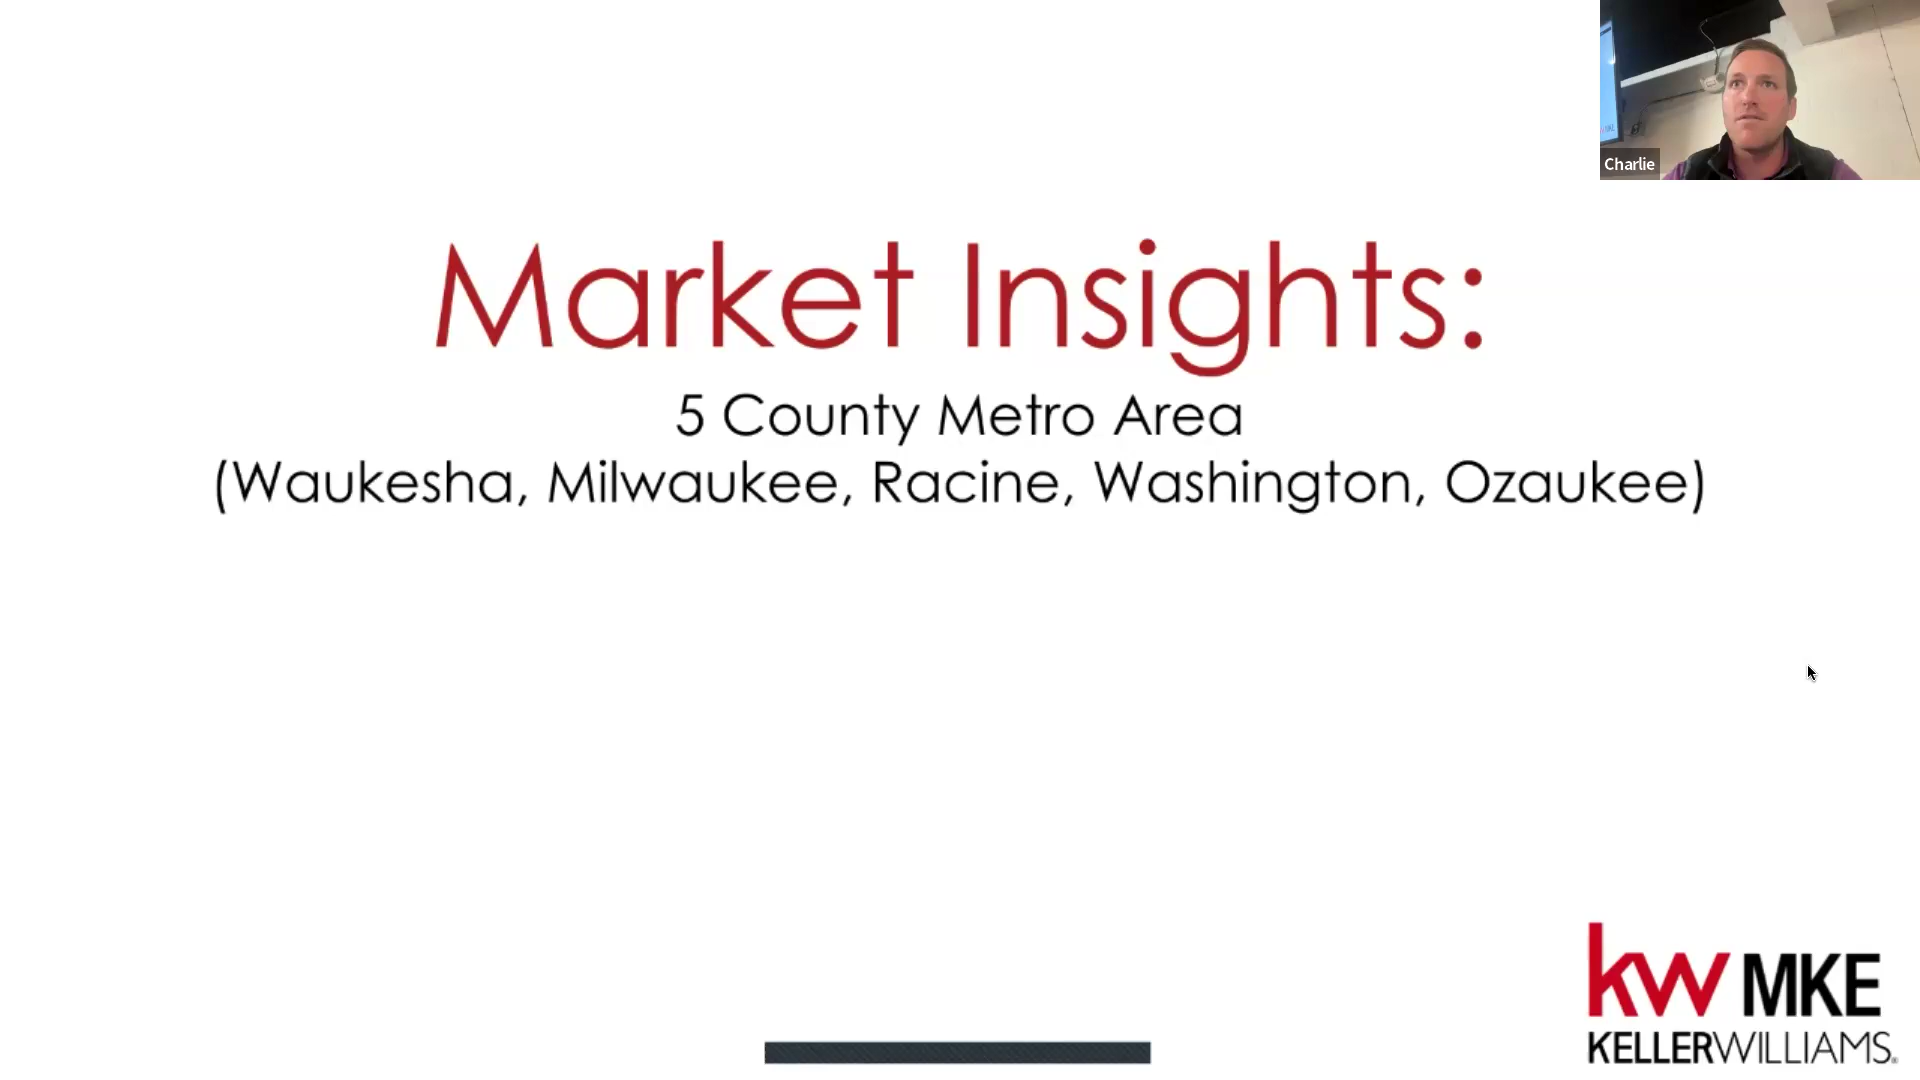 Charlie
Market Insights:
5 County Metro Area
(Waukesha, Milwaukee, Racine, Washington, Ozaukee)
kw MKE
KELLERWILLIAMS®